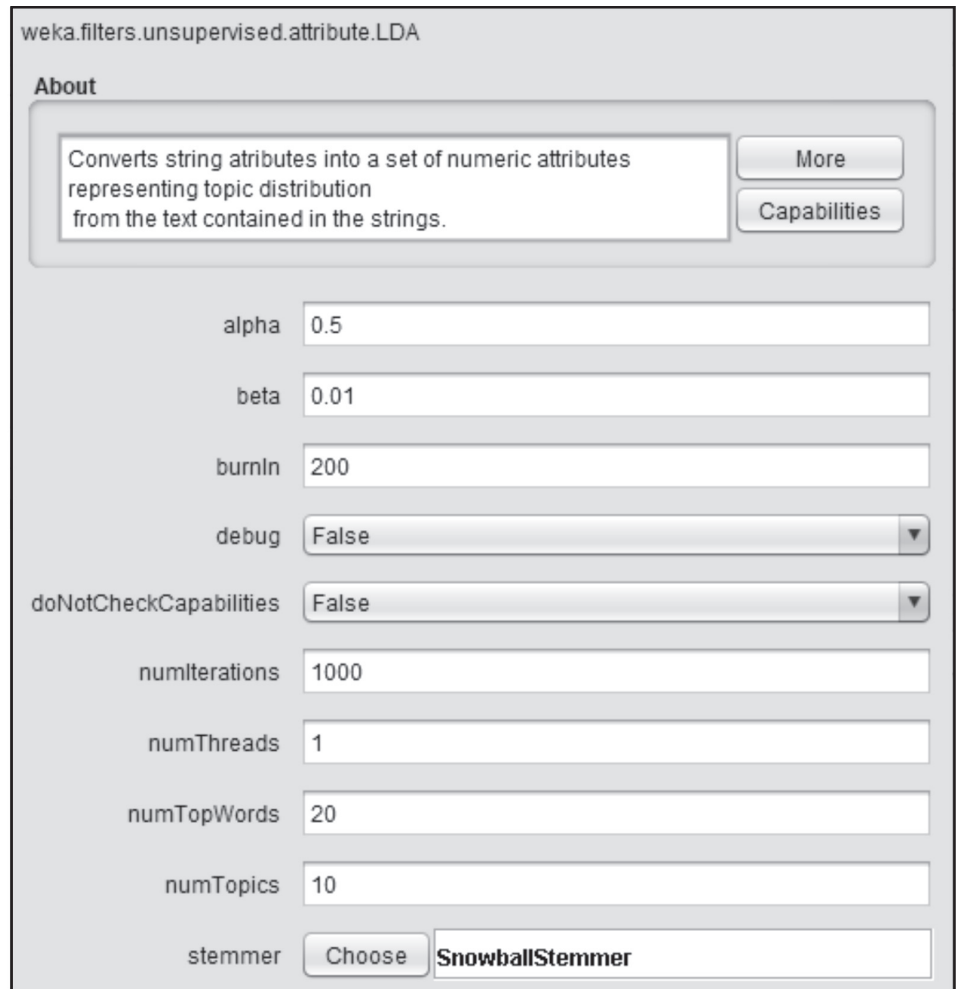 weka.filters.unsupervised.attribute.LDA
About
Converts string atributes into a set of numeric attributes
representing topic distribution
from the text contained in the strings.
More
Capabilities
alpha 0.5
beta 0.01
burnIn 200
debug False
doNotCheckCapabilities False
numIterations 1000
numThreads 1
numTopWords 20
numTopics 10
stemmer Choose SnowballStemmer